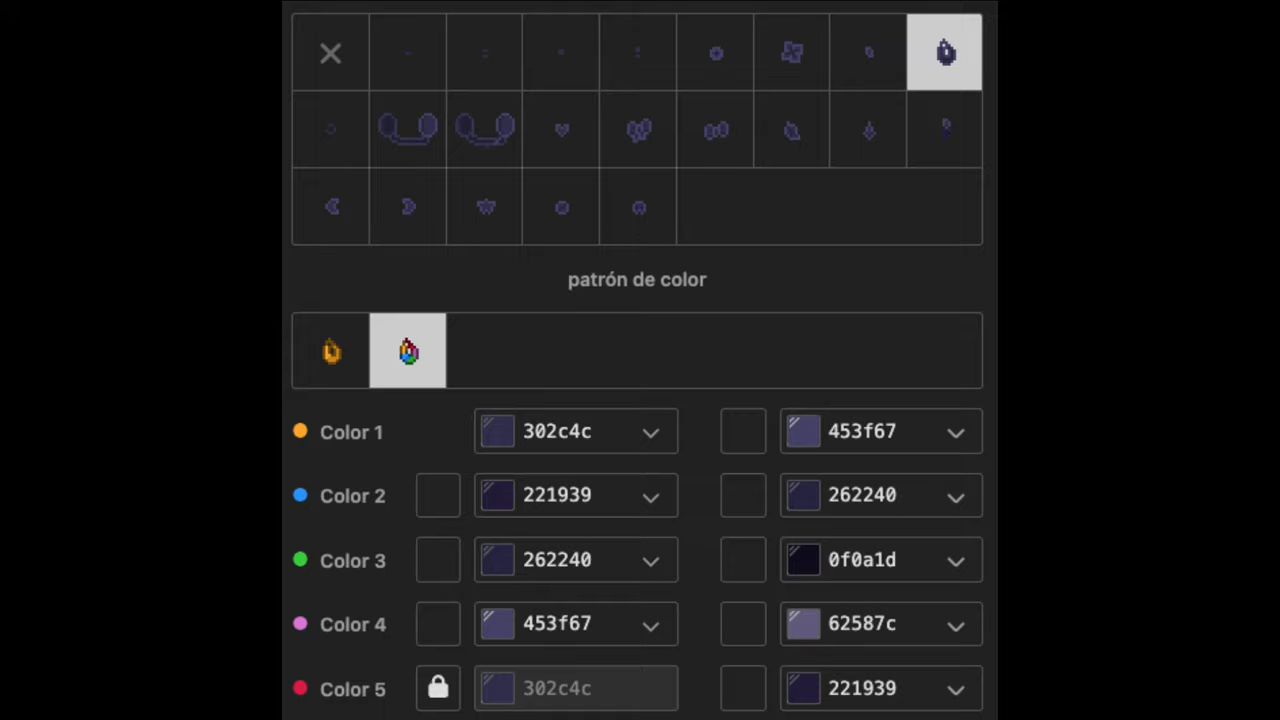 patrón de color
Color 1 302c4c 453f67
Color 2 221939 262240
Color 3 262240 0f0a1d
Color 4 453f67 62587c
Color 5 302c4c 221939